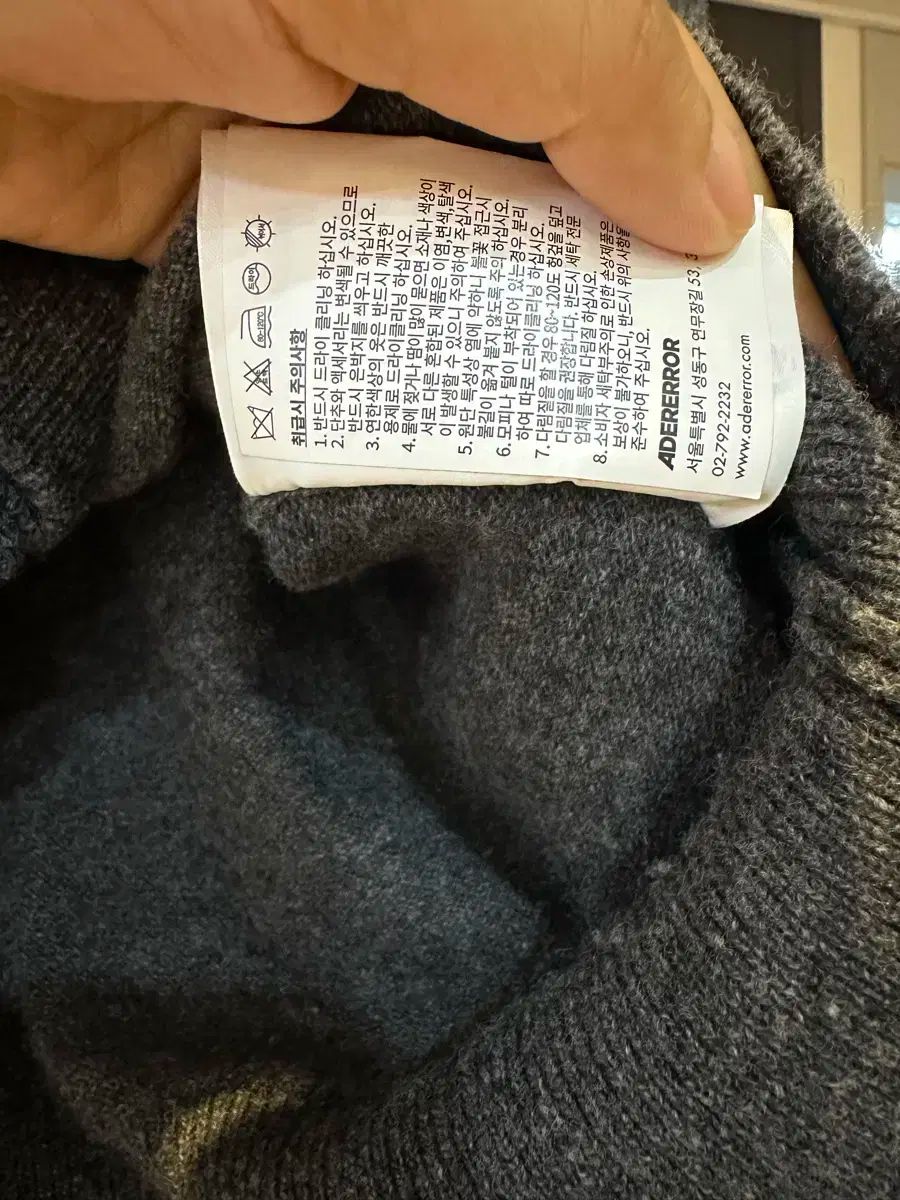 80~120℃
드라이
취급시 주의사항
1. 반드시 드라이 클리닝 하십시오.
2. 단추와 액세서리는 변색될 수 있으므로
반드시 은박지를 씌우고 하십시오.
3. 연한색상의 옷은 반드시 깨끗한
용제로 드라이클리닝 하십시오.
4. 물에 젖거나 땀이 많이 묻으면 소재나 색상이
서로 다른 혼합된 제품은 이염, 변색, 탈색
이 발생할 수 있으니 주의하여 주십시오.
5. 원단 특성상 열에 약하니 불꽃 접근시
불길이 옮겨 붙지 않도록 주의 하십시오.
6. 모피나 털이 부착되어 있는경우 분리
하여 따로 드라이클리닝 하십시오.
7. 다림질을 할 경우 80~120도 헝겊을 덮고
다림질을 권장합니다. 반드시 세탁 전문
업체를 통해 다림질 하십시오.
8. 소비자 세탁부주의로 인한 손상제품은
보상이 불가하오니, 반드시 위의 사항을
준수하여 주십시오.
ADERERROR
서울특별시 성동구 연무장길 53, 3
02-792-2232
www.adererror.com